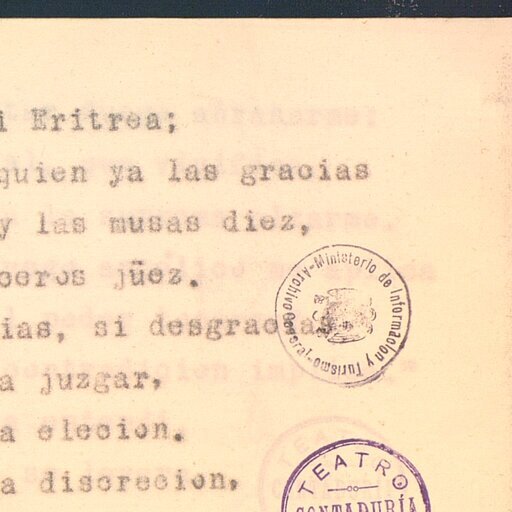 i Eritrea;
quien ya las gracias
y las musas diez,
ceros jüez.
ias, si desgracias
a juzgar,
a elecion.
a discrecion,
Ministerio de Información y Turismo-Archivo General-
TEATRO
CONTADURÍA